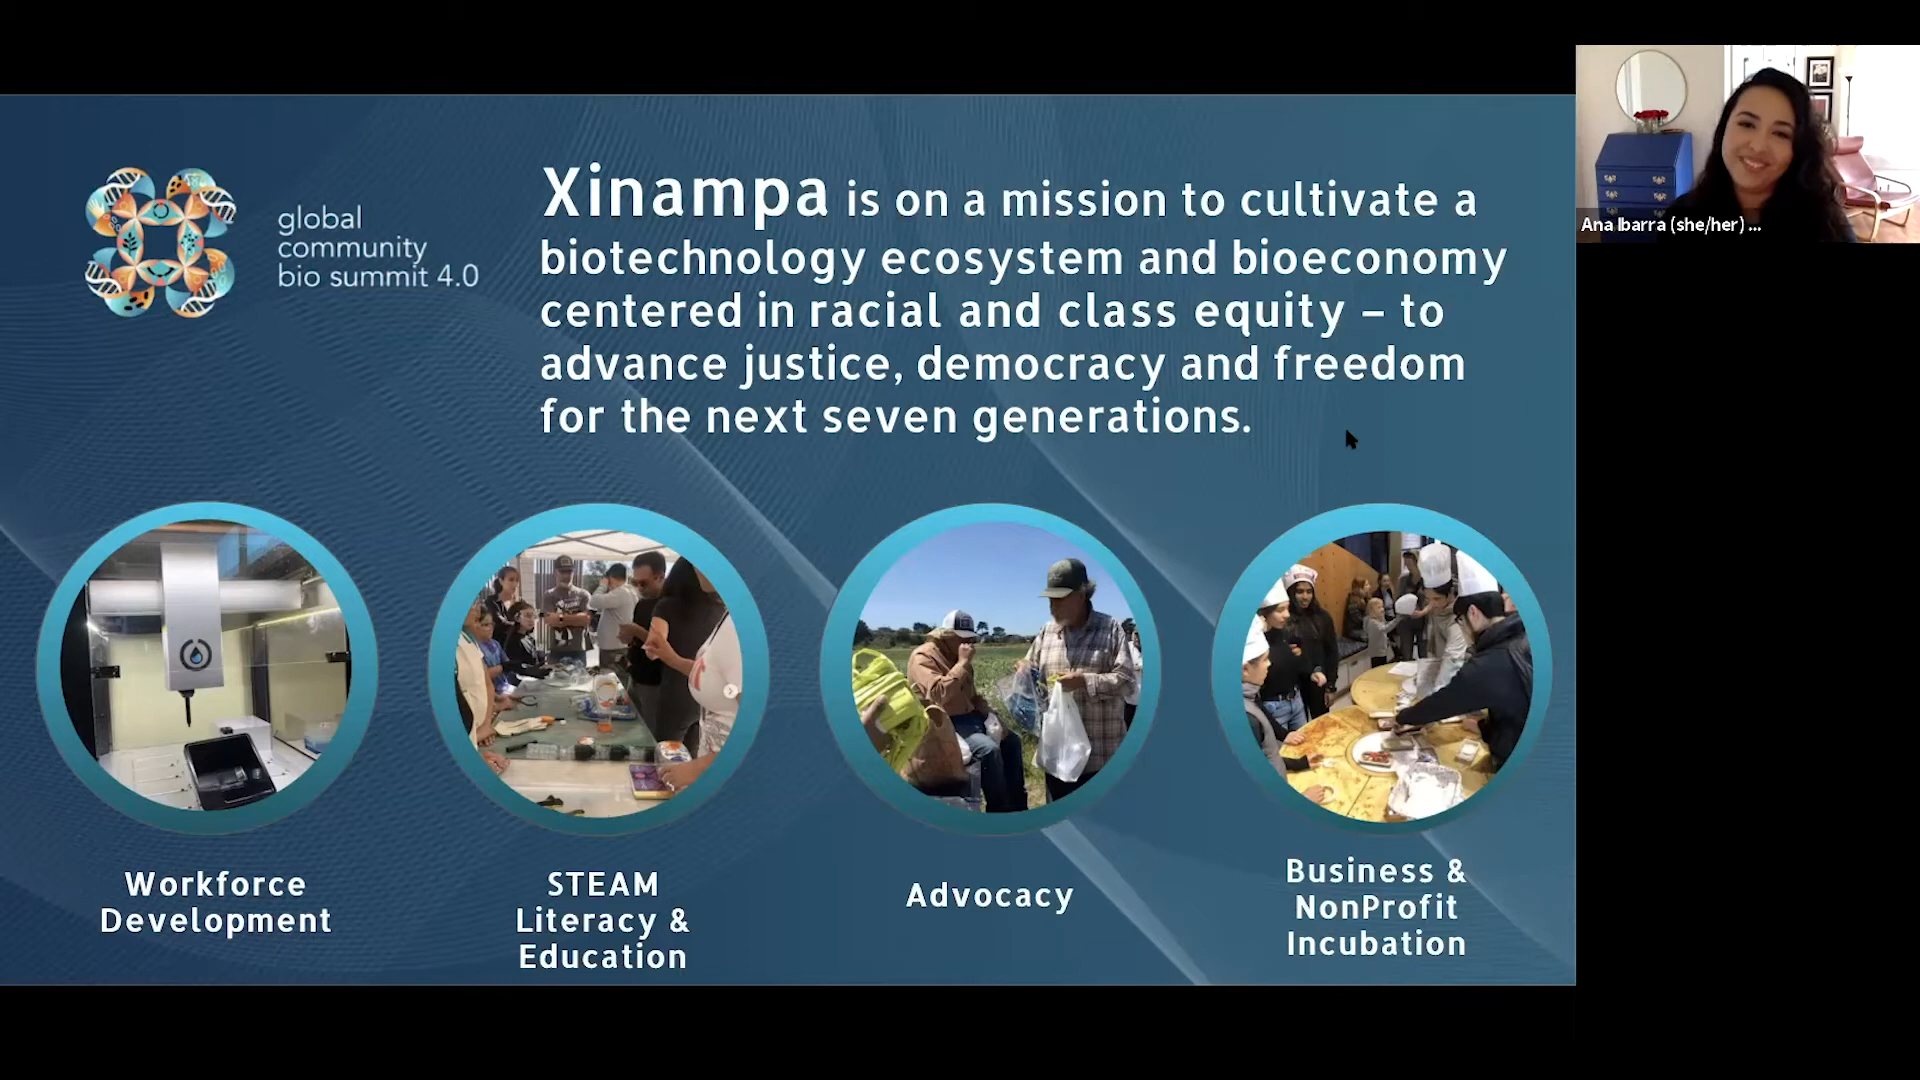 global
community
bio summit 4.0
Xinampa is on a mission to cultivate a
biotechnology ecosystem and bioeconomy
centered in racial and class equity – to
advance justice, democracy and freedom
for the next seven generations.
Ana Ibarra (she/her) ...
Workforce
Development
STEAM
Literacy &
Education
Advocacy
Business &
NonProfit
Incubation